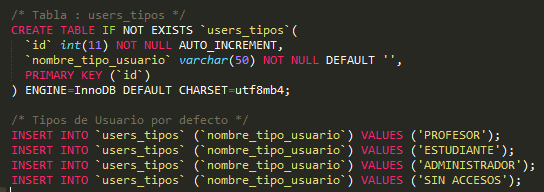 /* Tabla : users_tipos */
CREATE TABLE IF NOT EXISTS `users_tipos`(
`id` int(11) NOT NULL AUTO_INCREMENT,
`nombre_tipo_usuario` varchar(50) NOT NULL DEFAULT '',
PRIMARY KEY (`id`)
) ENGINE=InnoDB DEFAULT CHARSET=utf8mb4;
/* Tipos de Usuario por defecto */
INSERT INTO `users_tipos` (`nombre_tipo_usuario`) VALUES ('PROFESOR');
INSERT INTO `users_tipos` (`nombre_tipo_usuario`) VALUES ('ESTUDIANTE');
INSERT INTO `users_tipos` (`nombre_tipo_usuario`) VALUES ('ADMINISTRADOR');
INSERT INTO `users_tipos` (`nombre_tipo_usuario`) VALUES ('SIN ACCESOS');